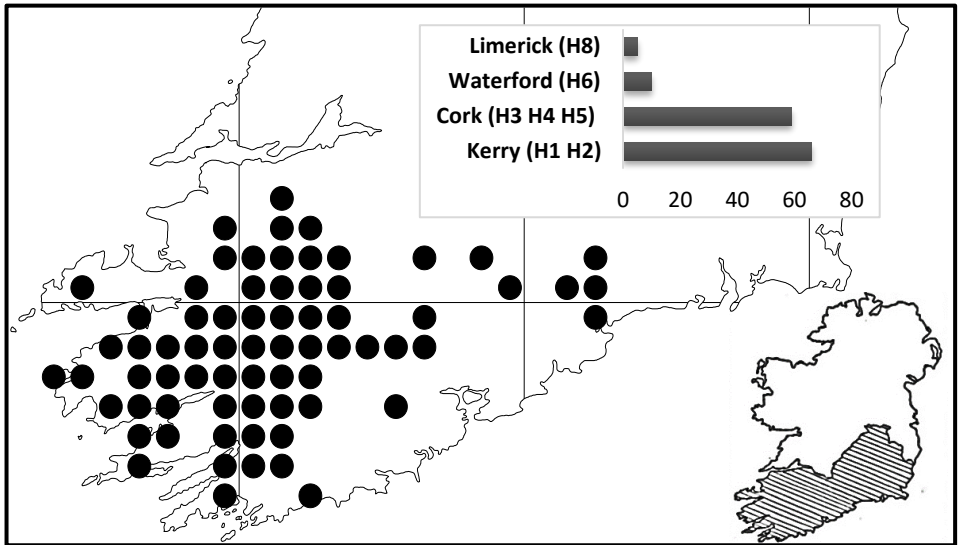 Limerick (H8)
Waterford (H6)
Cork (H3 H4 H5)
Kerry (H1 H2)
0 20 40 60 80